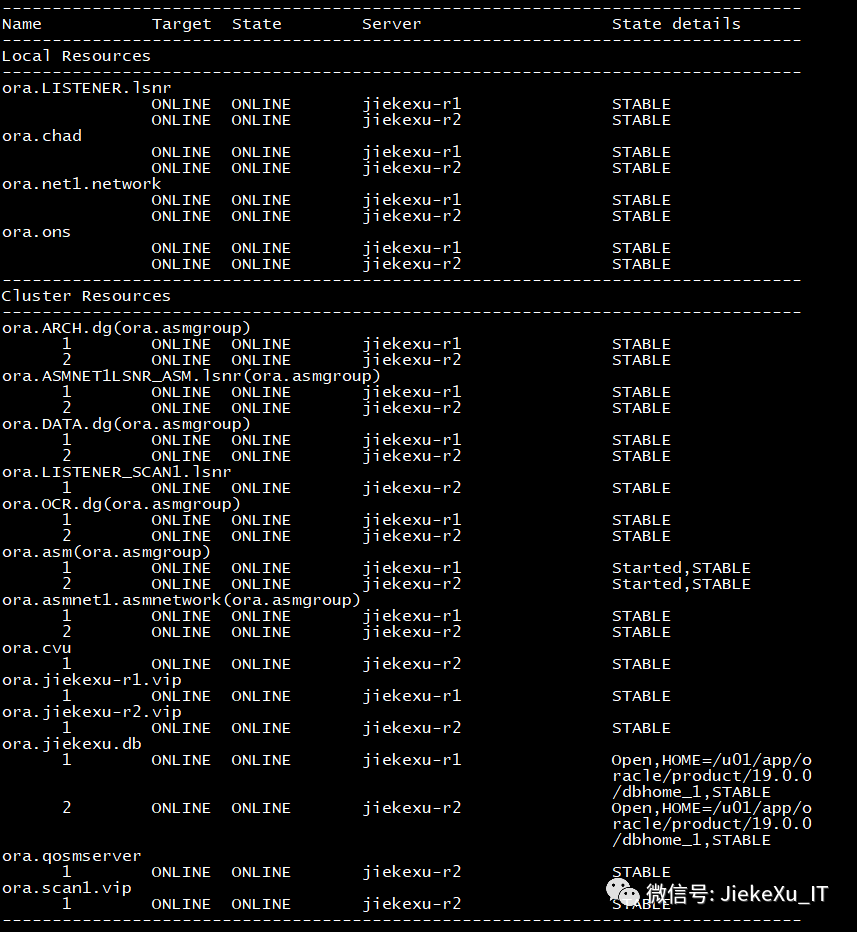 --------------------------------------------------------------------------------
Name           Target  State        Server                   State details
--------------------------------------------------------------------------------
Local Resources
--------------------------------------------------------------------------------
ora.LISTENER.lsnr
               ONLINE  ONLINE       jiekexu-r1               STABLE
               ONLINE  ONLINE       jiekexu-r2               STABLE
ora.chad
               ONLINE  ONLINE       jiekexu-r1               STABLE
               ONLINE  ONLINE       jiekexu-r2               STABLE
ora.net1.network
               ONLINE  ONLINE       jiekexu-r1               STABLE
               ONLINE  ONLINE       jiekexu-r2               STABLE
ora.ons
               ONLINE  ONLINE       jiekexu-r1               STABLE
               ONLINE  ONLINE       jiekexu-r2               STABLE
--------------------------------------------------------------------------------
Cluster Resources
--------------------------------------------------------------------------------
ora.ARCH.dg(ora.asmgroup)
      1        ONLINE  ONLINE       jiekexu-r1               STABLE
      2        ONLINE  ONLINE       jiekexu-r2               STABLE
ora.ASMNET1LSNR_ASM.lsnr(ora.asmgroup)
      1        ONLINE  ONLINE       jiekexu-r1               STABLE
      2        ONLINE  ONLINE       jiekexu-r2               STABLE
ora.DATA.dg(ora.asmgroup)
      1        ONLINE  ONLINE       jiekexu-r1               STABLE
      2        ONLINE  ONLINE       jiekexu-r2               STABLE
ora.LISTENER_SCAN1.lsnr
      1        ONLINE  ONLINE       jiekexu-r2               STABLE
ora.OCR.dg(ora.asmgroup)
      1        ONLINE  ONLINE       jiekexu-r1               STABLE
      2        ONLINE  ONLINE       jiekexu-r2               STABLE
ora.asm(ora.asmgroup)
      1        ONLINE  ONLINE       jiekexu-r1               Started,STABLE
      2        ONLINE  ONLINE       jiekexu-r2               Started,STABLE
ora.asmnet1.asmnetwork(ora.asmgroup)
      1        ONLINE  ONLINE       jiekexu-r1               STABLE
      2        ONLINE  ONLINE       jiekexu-r2               STABLE
ora.cvu
      1        ONLINE  ONLINE       jiekexu-r2               STABLE
ora.jiekexu-r1.vip
      1        ONLINE  ONLINE       jiekexu-r1               STABLE
ora.jiekexu-r2.vip
      1        ONLINE  ONLINE       jiekexu-r2               STABLE
ora.jiekexu.db
      1        ONLINE  ONLINE       jiekexu-r1               Open,HOME=/u01/app/o
                                                             racle/product/19.0.0
                                                             /dbhome_1,STABLE
      2        ONLINE  ONLINE       jiekexu-r2               Open,HOME=/u01/app/o
                                                             racle/product/19.0.0
                                                             /dbhome_1,STABLE
ora.qosmserver
      1        ONLINE  ONLINE       jiekexu-r2               STABLE
ora.scan1.vip
      1        ONLINE  ONLINE       jiekexu-r2               STABLE
微信号: JiekeXu_IT
--------------------------------------------------------------------------------